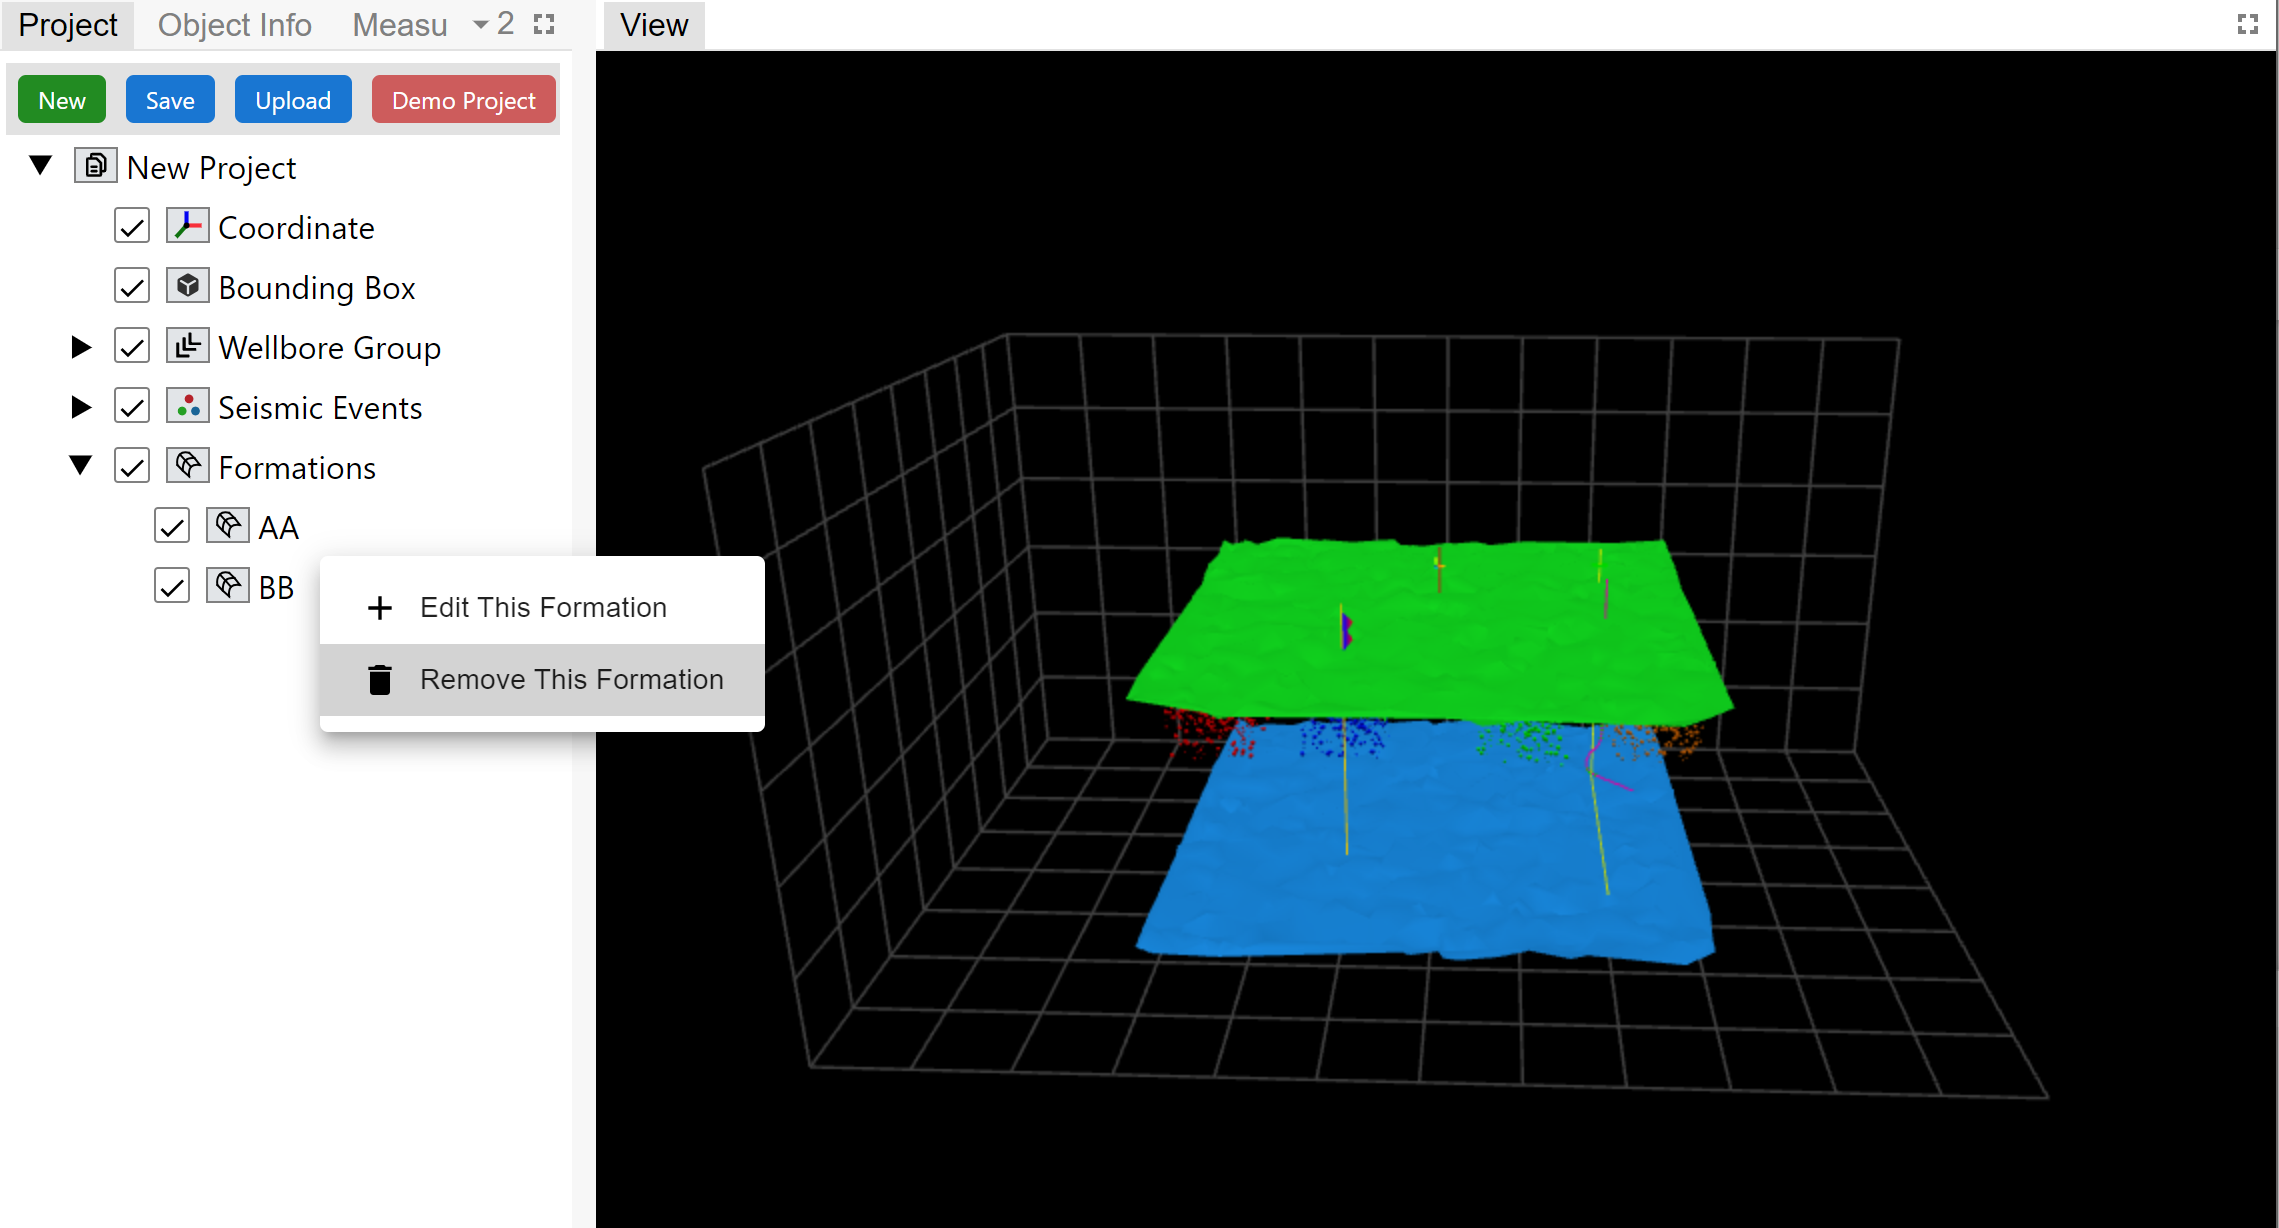 Project Object Info Measu 2
View
New Save Upload Demo Project
New Project
Coordinate
Bounding Box
Wellbore Group
Seismic Events
Formations
AA
BB
Edit This Formation
Remove This Formation